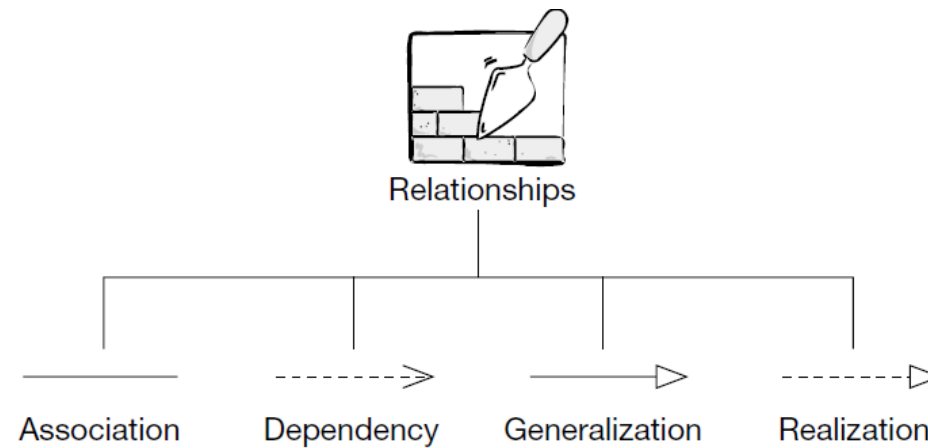 Relationships
Association
Dependency
Generalization
Realization